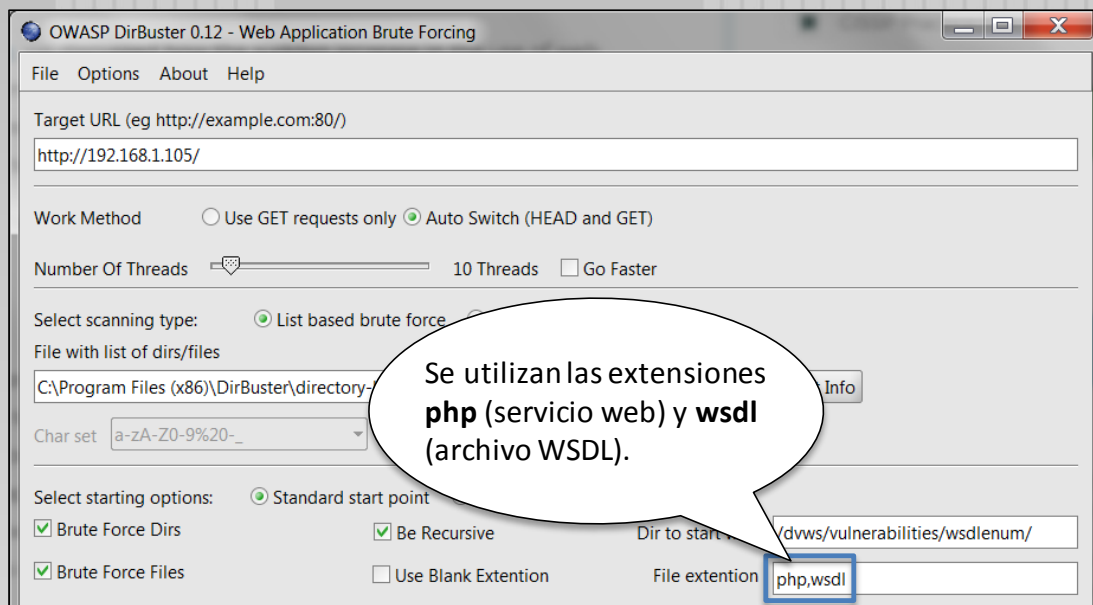 OWASP DirBuster 0.12 - Web Application Brute Forcing
File Options About Help
Target URL (eg http://example.com:80/)
http://192.168.1.105/
Work Method Use GET requests only Auto Switch (HEAD and GET)
Number Of Threads 10 Threads Go Faster
Select scanning type: List based brute force
File with list of dirs/files
C:\Program Files (x86)\DirBuster\directory- Info
Char set a-zA-Z0-9%20-_
Se utilizan las extensiones
php (servicio web) y wsdl
(archivo WSDL).
Select starting options: Standard start point
Brute Force Dirs Be Recursive Dir to start /dvws/vulnerabilities/wsdlenum/
Brute Force Files Use Blank Extention File extention php,wsdl